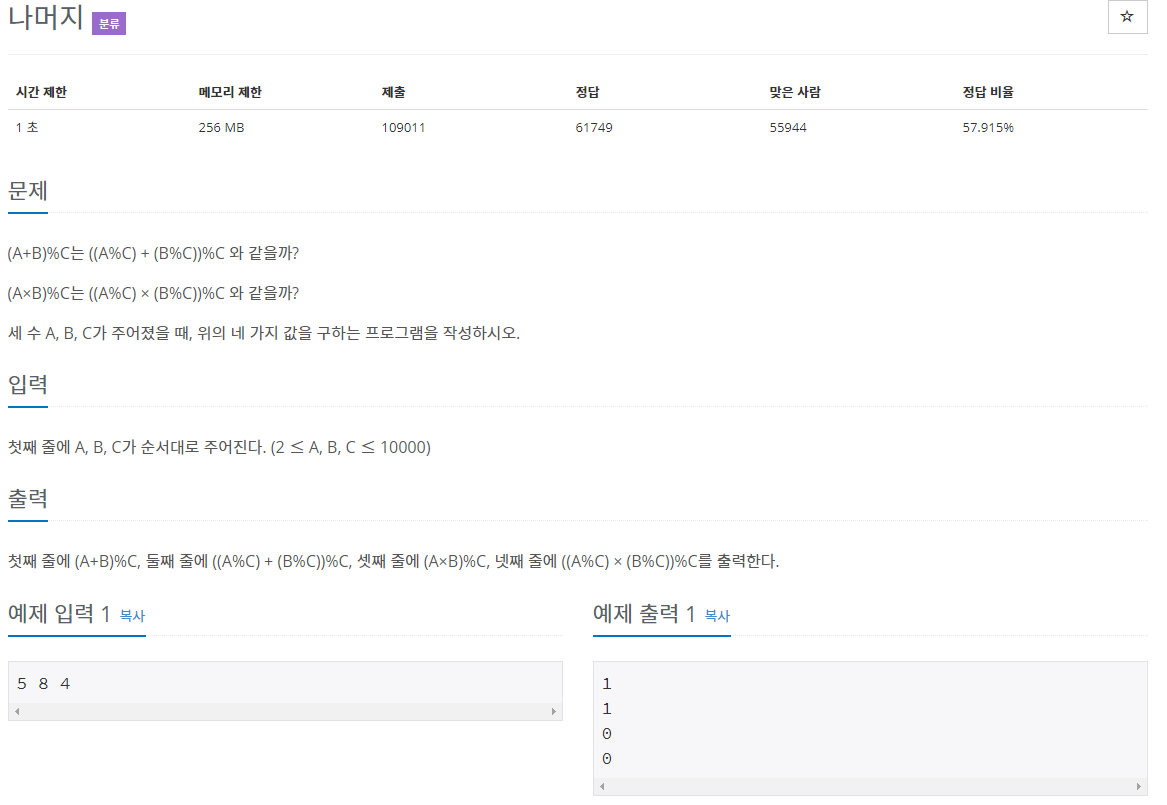 나머지 분류
☆
시간 제한 메모리 제한 제출 정답 맞은 사람 정답 비율
1 초 256 MB 109011 61749 55944 57.915%
문제
(A+B)%C는 ((A%C) + (B%C))%C 와 같을까?
(A×B)%C는 ((A%C) × (B%C))%C 와 같을까?
세 수 A, B, C가 주어졌을 때, 위의 네 가지 값을 구하는 프로그램을 작성하시오.
입력
첫째 줄에 A, B, C가 순서대로 주어진다. (2 ≤ A, B, C ≤ 10000)
출력
첫째 줄에 (A+B)%C, 둘째 줄에 ((A%C) + (B%C))%C, 셋째 줄에 (A×B)%C, 넷째 줄에 ((A%C) × (B%C))%C를 출력한다.
예제 입력 1 복사
5 8 4
예제 출력 1 복사
1
1
0
0